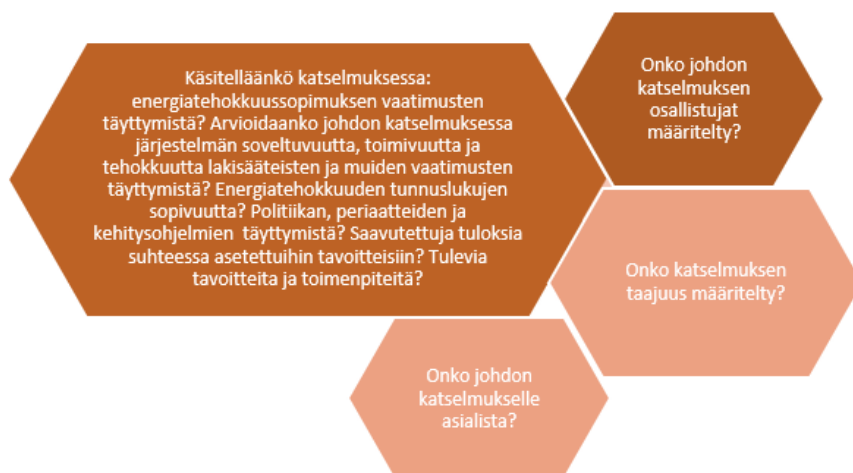 Käsitelläänkö katselmuksessa:
energiatehokkuussopimuksen vaatimusten
täyttymistä? Arvioidaanko johdon katselmuksessa
järjestelmän soveltuvuutta, toimivuutta ja
tehokkuutta lakisääteisten ja muiden vaatimusten
täyttymistä? Energiatehokkuuden tunnuslukujen
sopivuutta? Politiikan, periaatteiden ja
kehitysohjelmien täyttymistä? Saavutettuja tuloksia
suhteessa asetettuihin tavoitteisiin? Tulevia
tavoitteita ja toimenpiteitä?
Onko johdon
katselmuksen
osallistujat
määritelty?
Onko katselmuksen
taajuus määritelty?
Onko johdon
katselmukselle
asialista?